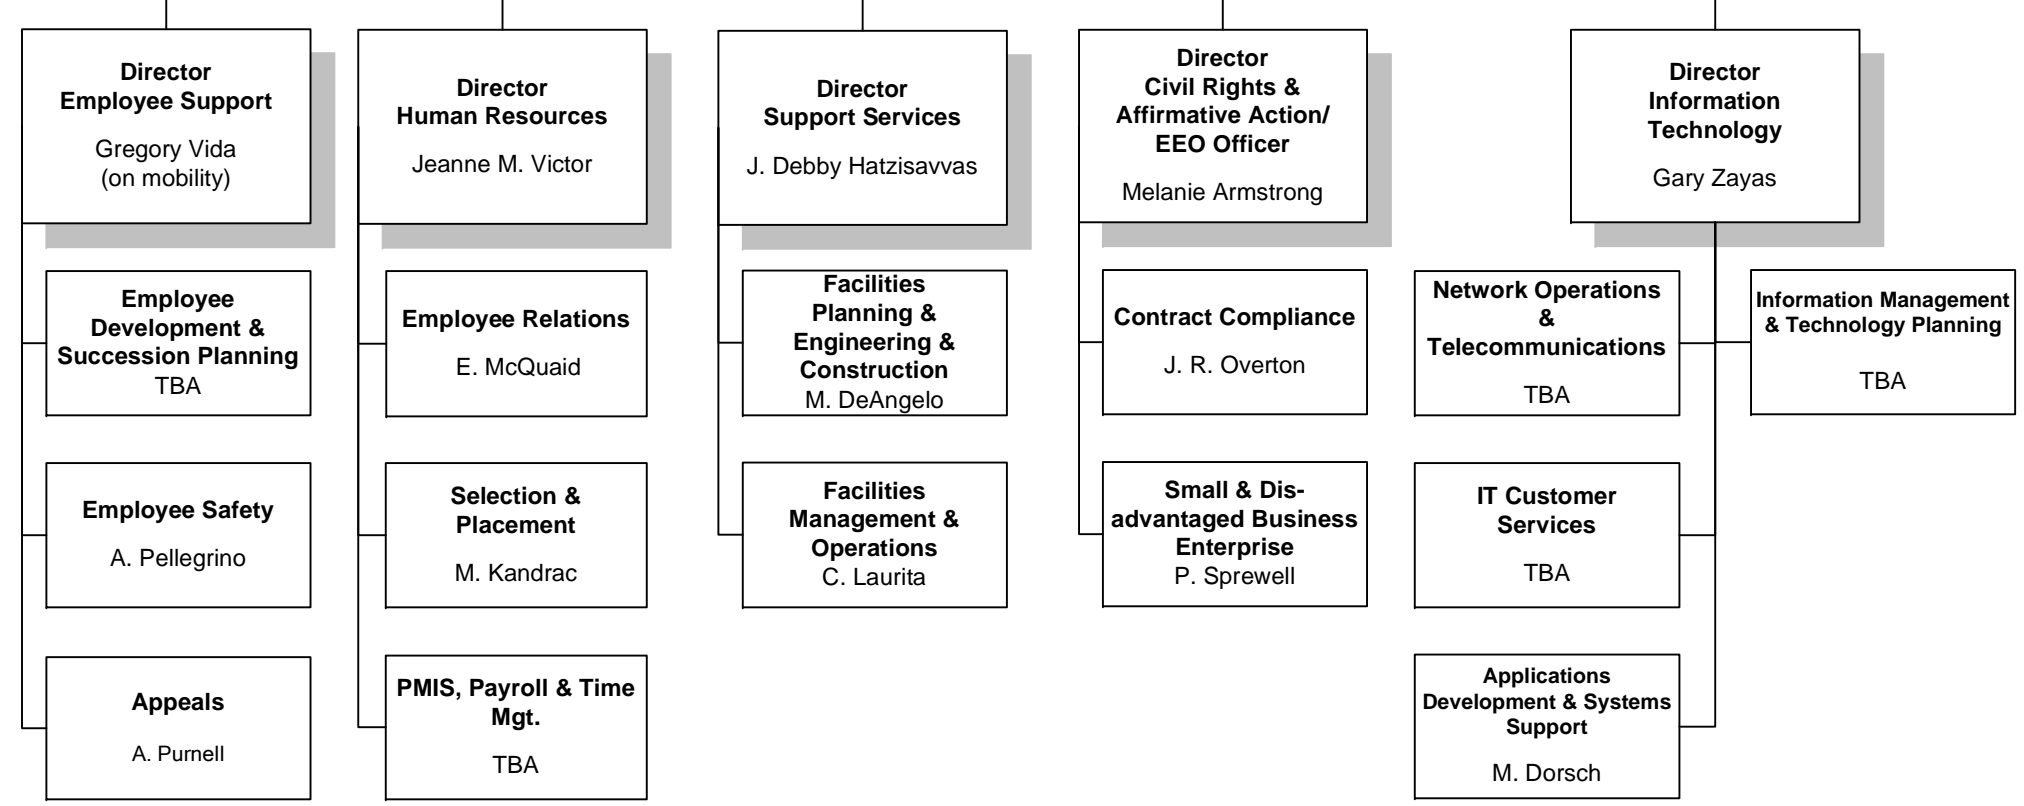 Director
Employee Support
Gregory Vida
(on mobility)
Employee
Development &
Succession Planning
TBA
Employee Safety
A. Pellegrino
Appeals
A. Purnell
Director
Human Resources
Jeanne M. Victor
Employee Relations
E. McQuaid
Selection &
Placement
M. Kandrac
PMIS, Payroll & Time
Mgt.
TBA
Director
Support Services
J. Debby Hatzisavvas
Facilities
Planning &
Engineering &
Construction
M. DeAngelo
Facilities
Management &
Operations
C. Laurita
Director
Civil Rights &
Affirmative Action/
EEO Officer
Melanie Armstrong
Contract Compliance
J. R. Overton
Small & Dis-
advantaged Business
Enterprise
P. Sprewell
Director
Information
Technology
Gary Zayas
Network Operations
&
Telecommunications
TBA
Information Management
& Technology Planning
TBA
IT Customer
Services
TBA
Applications
Development & Systems
Support
M. Dorsch